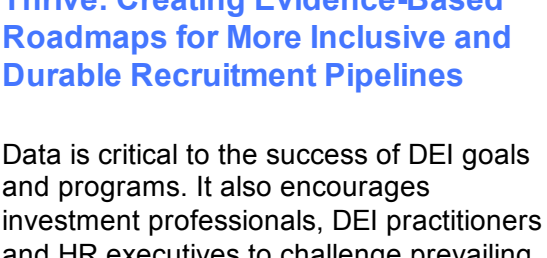 Thrive: Creating Evidence-Based
Roadmaps for More Inclusive and
Durable Recruitment Pipelines
Data is critical to the success of DEI goals
and programs. It also encourages
investment professionals, DEI practitioners
and HR executives to challenge prevailing